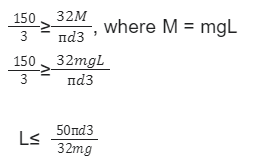 150/3 ≥ 32M/πd3, where M = mgL
150/3 ≥ 32mgL/πd3
L≤ 50πd3/32mg